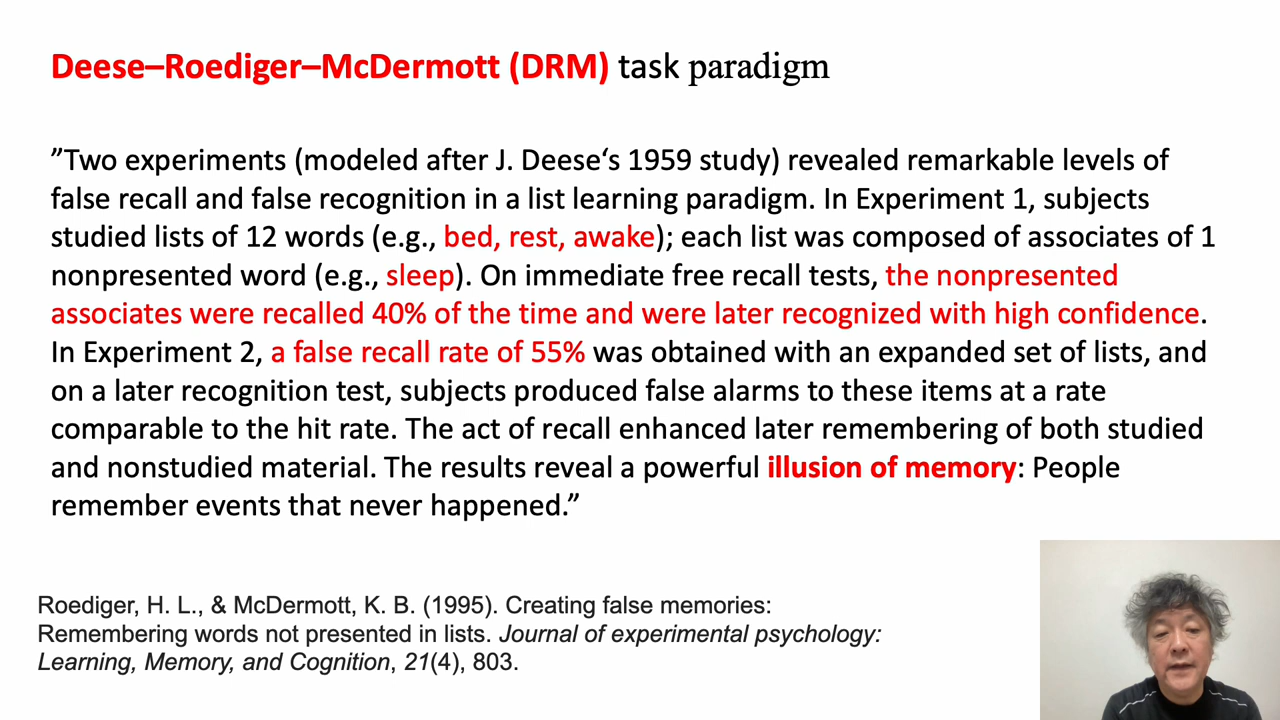 Deese–Roediger–McDermott (DRM) task paradigm
”Two experiments (modeled after J. Deese‘s 1959 study) revealed remarkable levels of
false recall and false recognition in a list learning paradigm. In Experiment 1, subjects
studied lists of 12 words (e.g., bed, rest, awake); each list was composed of associates of 1
nonpresented word (e.g., sleep). On immediate free recall tests, the nonpresented
associates were recalled 40% of the time and were later recognized with high confidence.
In Experiment 2, a false recall rate of 55% was obtained with an expanded set of lists, and
on a later recognition test, subjects produced false alarms to these items at a rate
comparable to the hit rate. The act of recall enhanced later remembering of both studied
and nonstudied material. The results reveal a powerful illusion of memory: People
remember events that never happened.”
Roediger, H. L., & McDermott, K. B. (1995). Creating false memories:
Remembering words not presented in lists. Journal of experimental psychology:
Learning, Memory, and Cognition, 21(4), 803.